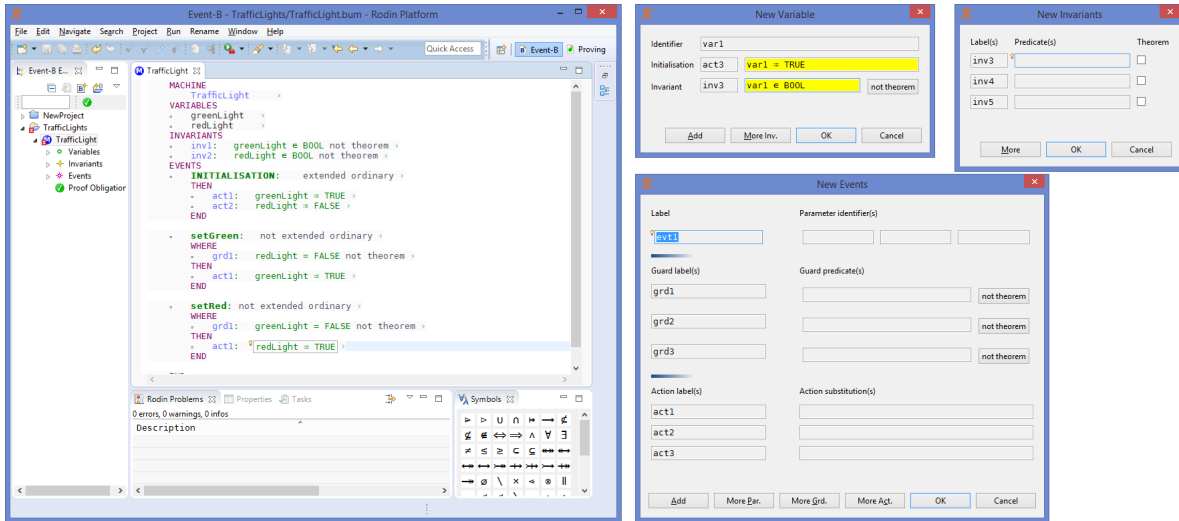 Event-B - TrafficLights/TrafficLight.bum - Rodin Platform
File Edit Navigate Search Project Run Rename Window Help
Quick Access Event-B Proving
Event-B E...
NewProject
TrafficLights
TrafficLight
Variables
Invariants
Events
Proof Obligation
TrafficLight
MACHINE
TrafficLight ›
VARIABLES
greenLight ›
redLight ›
INVARIANTS
inv1: greenLight ∈ BOOL not theorem ›
inv2: redLight ∈ BOOL not theorem ›
EVENTS
INITIALISATION: extended ordinary ›
THEN
act1: greenLight ≔ TRUE ›
act2: redLight ≔ FALSE ›
END
setGreen: not extended ordinary ›
WHERE
grd1: redLight = FALSE not theorem ›
THEN
act1: greenLight ≔ TRUE ›
END
setRed: not extended ordinary ›
WHERE
grd1: greenLight = FALSE not theorem ›
THEN
act1: redLight ≔ TRUE ›
END
Rodin Problems Properties Tasks
0 errors, 0 warnings, 0 infos
Description
Symbols
New Variable
Identifier var1
Initialisation act3 var1 ≔ TRUE
Invariant inv3 var1 ∈ BOOL not theorem
Add More Inv. OK Cancel
New Invariants
Label(s) Predicate(s) Theorem
inv3
inv4
inv5
More OK Cancel
New Events
Label Parameter identifier(s)
evt1
Guard label(s) Guard predicate(s)
grd1 not theorem
grd2 not theorem
grd3 not theorem
Action label(s) Action substitution(s)
act1
act2
act3
Add More Par. More Grd. More Act. OK Cancel